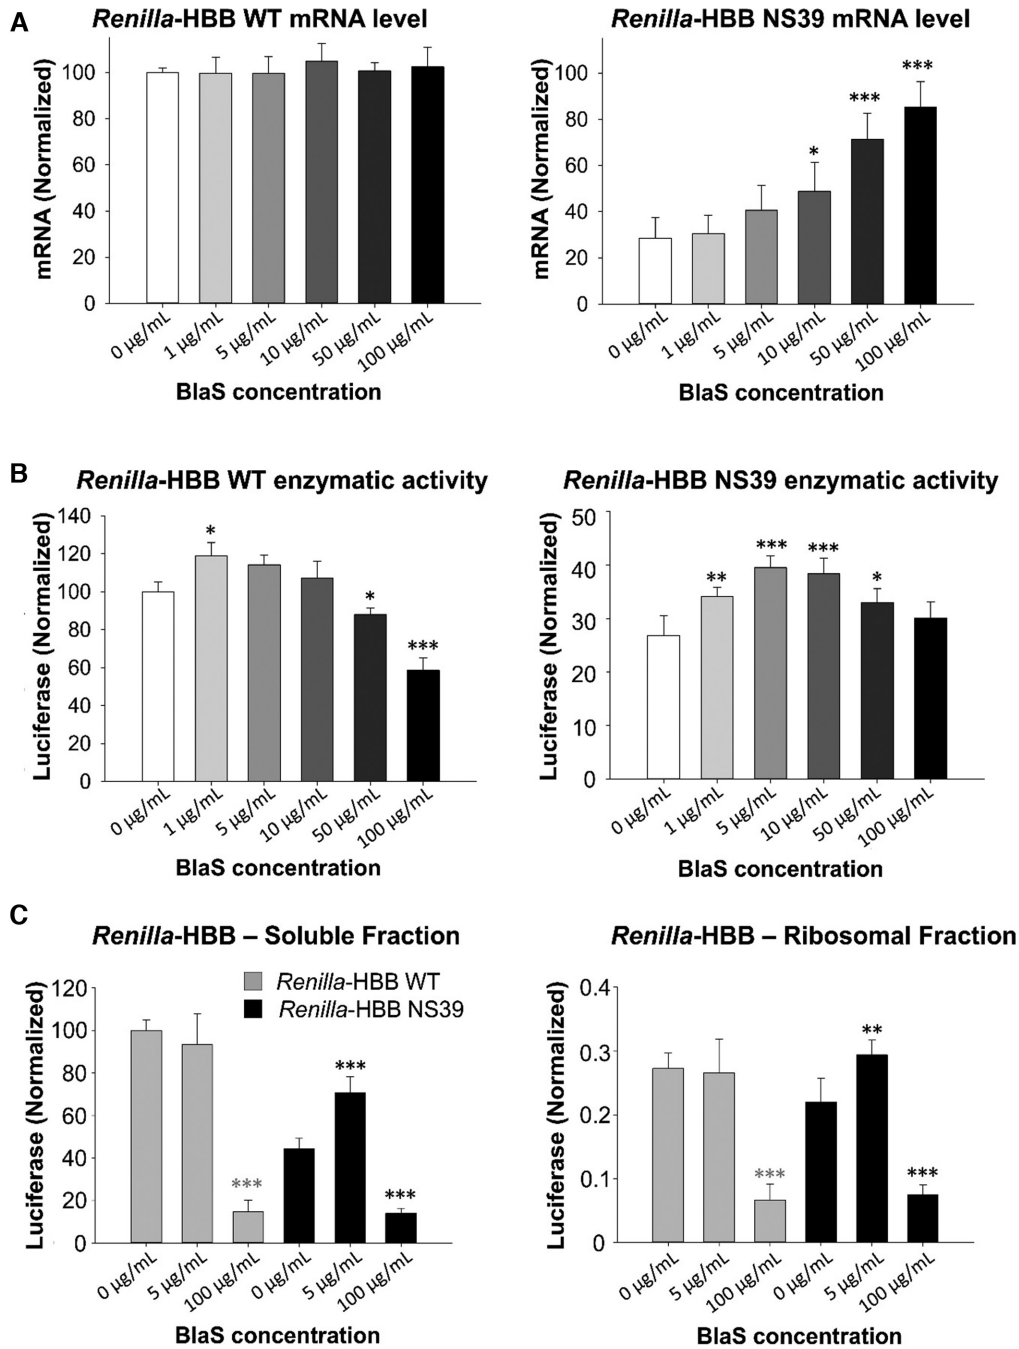 A
Renilla-HBB WT mRNA level
mRNA (Normalized)
100
80
60
40
20
0
0 µg/mL
1 µg/mL
5 µg/mL
10 µg/mL
50 µg/mL
100 µg/mL
BlaS concentration
Renilla-HBB NS39 mRNA level
mRNA (Normalized)
100
80
60
40
20
0
*
***
***
0 µg/mL
1 µg/mL
5 µg/mL
10 µg/mL
50 µg/mL
100 µg/mL
BlaS concentration
B
Renilla-HBB WT enzymatic activity
Luciferase (Normalized)
140
120
100
80
60
40
20
0
*
*
***
0 µg/mL
1 µg/mL
5 µg/mL
10 µg/mL
50 µg/mL
100 µg/mL
BlaS concentration
Renilla-HBB NS39 enzymatic activity
Luciferase (Normalized)
50
40
30
20
10
0
**
***
***
*
0 µg/mL
1 µg/mL
5 µg/mL
10 µg/mL
50 µg/mL
100 µg/mL
BlaS concentration
C
Renilla-HBB – Soluble Fraction
Renilla-HBB WT
Renilla-HBB NS39
Luciferase (Normalized)
120
100
80
60
40
20
0
***
***
***
0 µg/mL
5 µg/mL
100 µg/mL
0 µg/mL
5 µg/mL
100 µg/mL
BlaS concentration
Renilla-HBB – Ribosomal Fraction
Luciferase (Normalized)
0.4
0.3
0.2
0.1
0
***
**
***
0 µg/mL
5 µg/mL
100 µg/mL
0 µg/mL
5 µg/mL
100 µg/mL
BlaS concentration